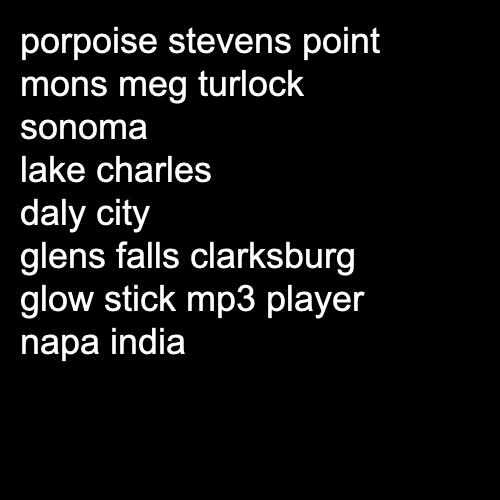 porpoise stevens point
mons meg turlock
sonoma
lake charles
daly city
glens falls clarksburg
glow stick mp3 player
napa india